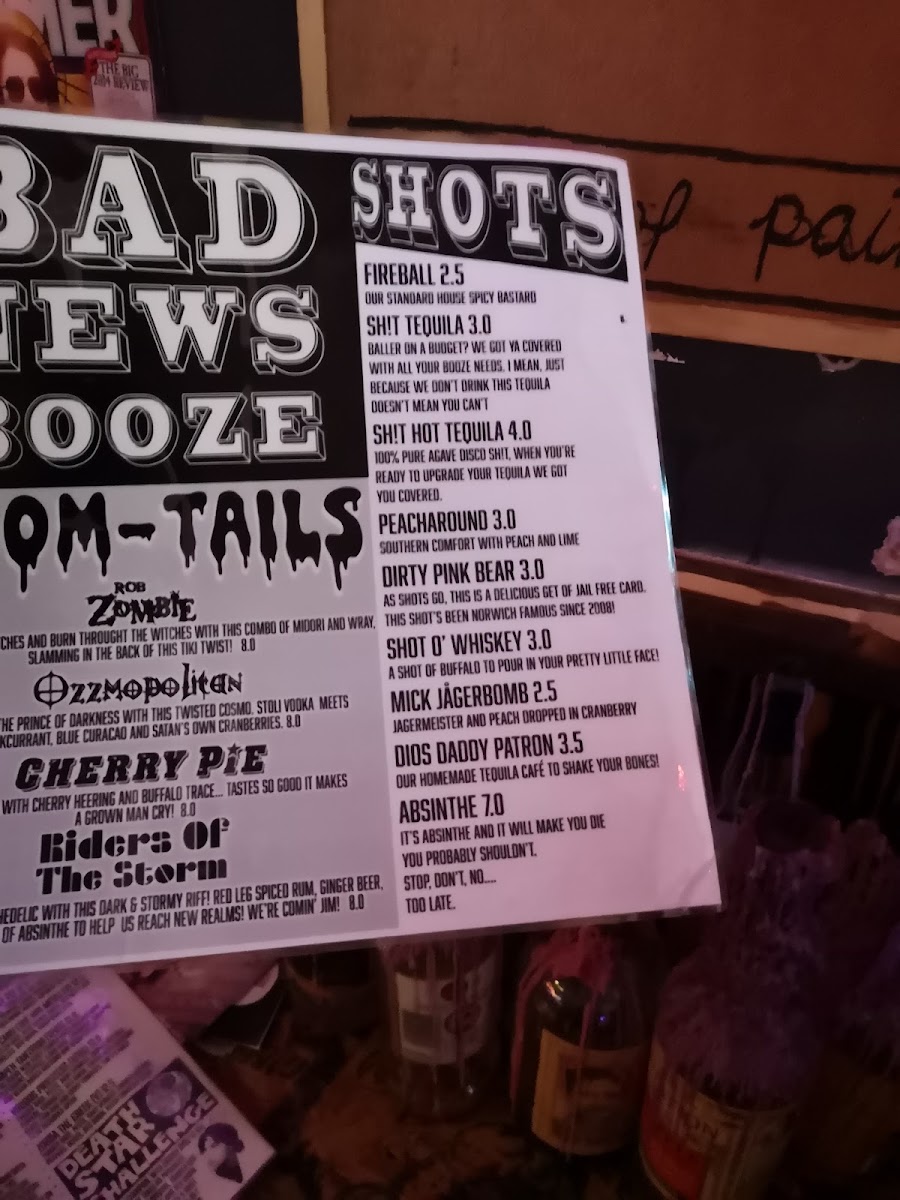 THE BIG
2004 REVIEW
BAD
NEWS
BOOZE
OM-TAILS
ROB
ZOMBIE
CHES AND BURN THROUGHT THE WITCHES WITH THIS COMBO OF MIDORI AND WRAY,
SLAMMING IN THE BACK OF THIS TIKI TWIST! 8.0
OZZMOPOLITAN
THE PRINCE OF DARKNESS WITH THIS TWISTED COSMO. STOLI VODKA MEETS
KCURRANT, BLUE CURACAO AND SATAN'S OWN CRANBERRIES. 8.0
CHERRY PiE
WITH CHERRY HEERING AND BUFFALO TRACE... TASTES SO GOOD IT MAKES
A GROWN MAN CRY! 8.0
Riders Of
The Storm
HEDELIC WITH THIS DARK & STORMY RIFF! RED LEG SPICED RUM, GINGER BEER,
OF ABSINTHE TO HELP US REACH NEW REALMS! WE'RE COMIN' JIM! 8.0
SHOTS
FIREBALL 2.5
OUR STANDARD HOUSE SPICY BASTARD
SH!T TEQUILA 3.0
BALLER ON A BUDGET? WE GOT YA COVERED
WITH ALL YOUR BOOZE NEEDS. I MEAN, JUST
BECAUSE WE DON'T DRINK THIS TEQUILA
DOESN'T MEAN YOU CAN'T
SH!T HOT TEQUILA 4.0
100% PURE AGAVE DISCO SH!T, WHEN YOU'RE
READY TO UPGRADE YOUR TEQUILA WE GOT
YOU COVERED.
PEACHAROUND 3.0
SOUTHERN COMFORT WITH PEACH AND LIME
DIRTY PINK BEAR 3.0
AS SHOTS GO, THIS IS A DELICIOUS GET OF JAIL FREE CARD.
THIS SHOT'S BEEN NORWICH FAMOUS SINCE 2008!
SHOT O' WHISKEY 3.0
A SHOT OF BUFFALO TO POUR IN YOUR PRETTY LITTLE FACE!
MICK JÄGERBOMB 2.5
JAGERMEISTER AND PEACH DROPPED IN CRANBERRY
DIOS DADDY PATRON 3.5
OUR HOMEMADE TEQUILA CAFÉ TO SHAKE YOUR BONES!
ABSINTHE 7.0
IT'S ABSINTHE AND IT WILL MAKE YOU DIE
YOU PROBABLY SHOULDN'T.
STOP, DON'T, NO....
TOO LATE.
of pai
DEATH
STAR
CHALLENGE